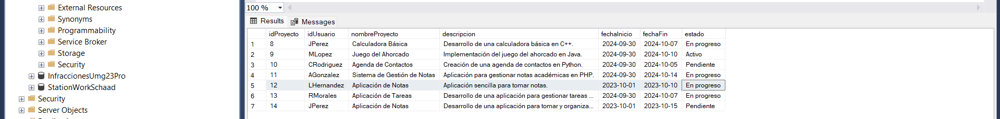 External Resources
Synonyms
Programmability
Service Broker
Storage
Security
InfraccionesUmg23Pro
StationWorkSchaad
Security
Server Objects
100 %
Results Messages
idProyecto idUsuario nombreProyecto descripcion fechaInicio fechaFin estado
1 8 JPerez Calculadora Básica Desarrollo de una calculadora básica en C++. 2024-09-30 2024-10-07 En progreso
2 9 MLopez Juego del Ahorcado Implementación del juego del ahorcado en Java. 2024-09-30 2024-10-10 Activo
3 10 CRodriguez Agenda de Contactos Creación de una agenda de contactos en Python. 2024-09-30 2024-10-05 Pendiente
4 11 AGonzalez Sistema de Gestión de Notas Aplicación para gestionar notas académicas en PHP. 2024-09-30 2024-10-14 En progreso
5 12 LHernandez Aplicación de Notas Aplicación sencilla para tomar notas. 2023-10-01 2023-10-10 En progreso
6 13 RMorales Aplicación de Tareas Desarrollo de una aplicación para gestionar tareas ... 2024-09-30 2024-10-07 En progreso
7 14 JPerez Aplicación de Notas Desarrollo de una aplicación para tomar y organiza... 2023-10-01 2023-10-15 Pendiente